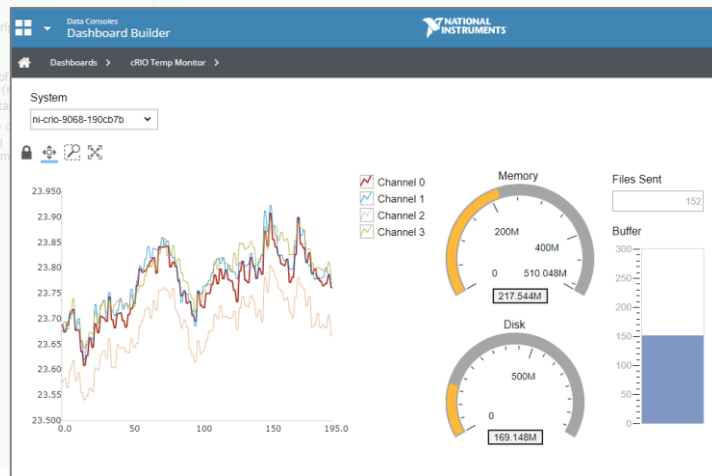 Data Consoles
Dashboard Builder
NATIONAL
INSTRUMENTS
Dashboards > cRIO Temp Monitor >
System
ni-crio-9068-190cb7b
Channel 0
Channel 1
Channel 2
Channel 3
23.950
23.90
23.85
23.80
23.75
23.70
23.65
23.60
23.55
23.500
0.0 50 100 150 195.0
Memory
200M
400M
0 510.048M
217.544M
Disk
500M
0
169.148M
Files Sent
152
Buffer
300
250
200
150
100
50
0